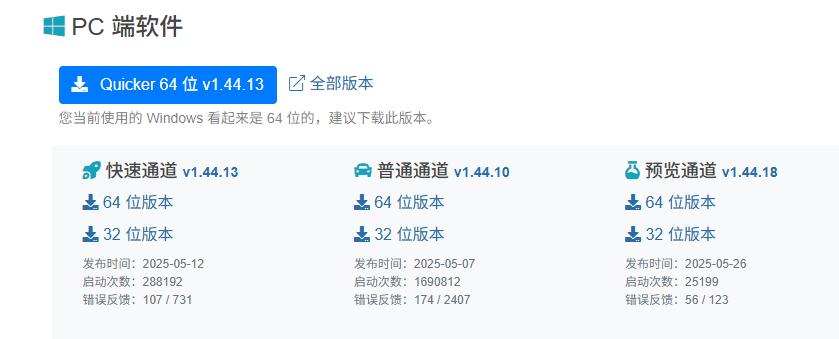 PC 端软件
Quicker 64 位 v1.44.13 全部版本
您当前使用的 Windows 看起来是 64 位的，建议下载此版本。
快速通道 v1.44.13
64 位版本
32 位版本
发布时间：2025-05-12
启动次数：288192
错误反馈：107 / 731
普通通道 v1.44.10
64 位版本
32 位版本
发布时间：2025-05-07
启动次数：1690812
错误反馈：174 / 2407
预览通道 v1.44.18
64 位版本
32 位版本
发布时间：2025-05-26
启动次数：25199
错误反馈：56 / 123